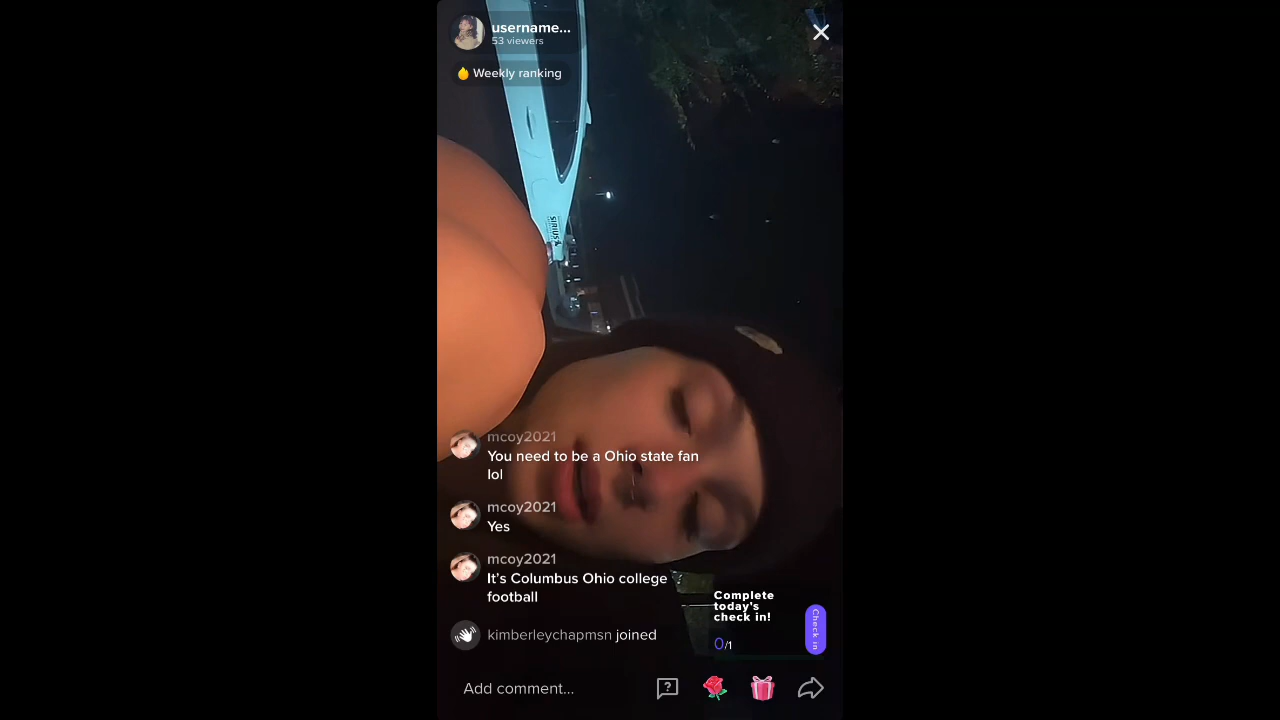 username...
53 viewers
Weekly ranking
SIRIUS
mcoy2021
You need to be a Ohio state fan
lol
mcoy2021
Yes
mcoy2021
It's Columbus Ohio college
football
kimberleychapmsn joined
Complete
today's
check in!
0/1
Check in
Add comment...